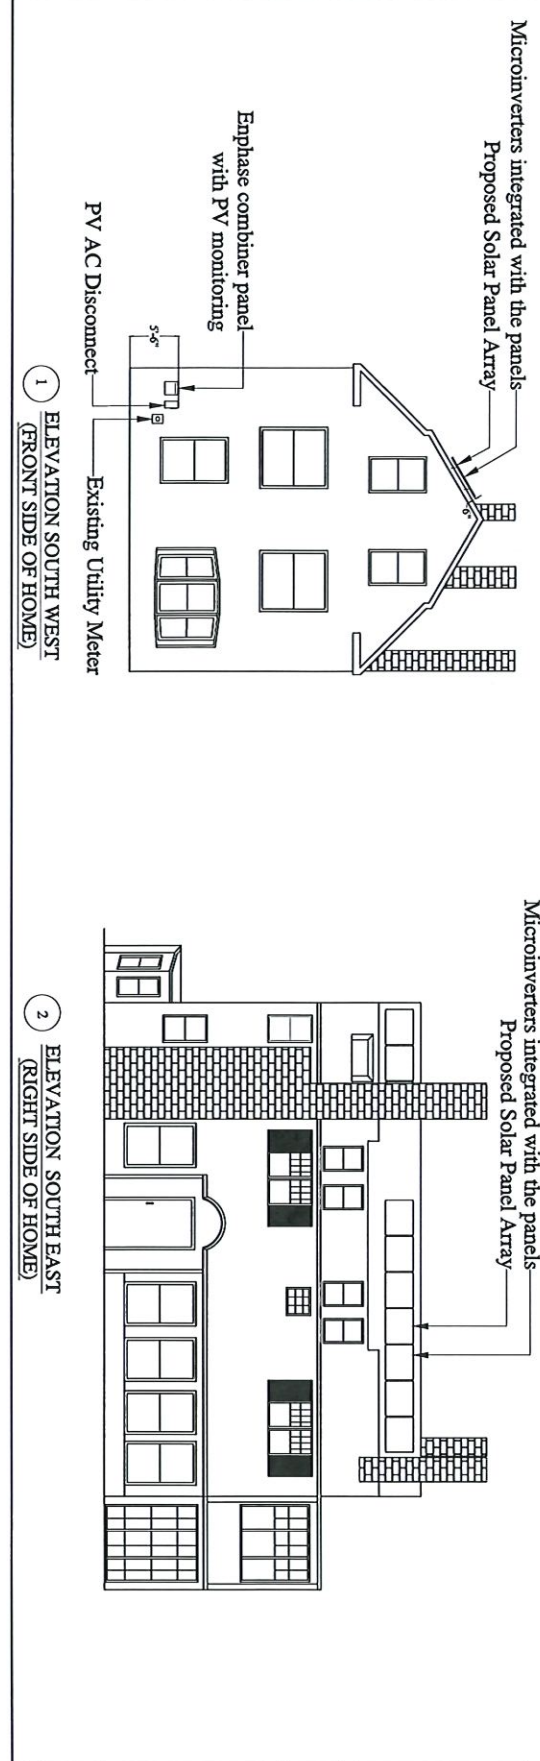 Microinverters integrated with the panels
Proposed Solar Panel Array
6"
Enphase combiner panel
with PV monitoring
5'-6"
PV AC Disconnect
Existing Utility Meter
1
ELEVATION SOUTH WEST
(FRONT SIDE OF HOME)
Microinverters integrated with the panels
Proposed Solar Panel Array
2
ELEVATION SOUTH EAST
(RIGHT SIDE OF HOME)